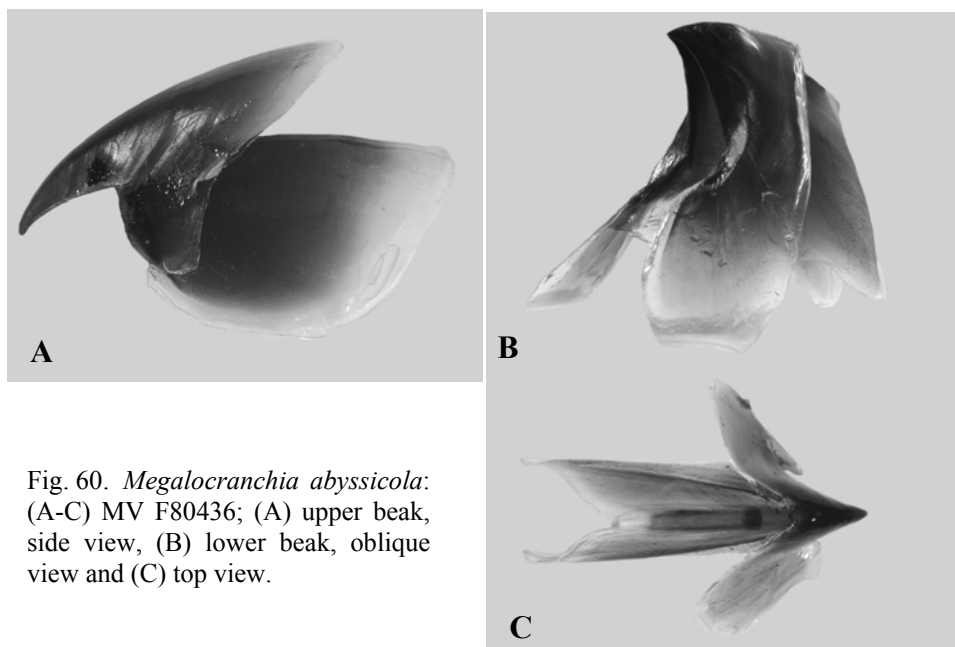 A
B
Fig. 60. Megalocranchia abyssicola:
(A-C) MV F80436; (A) upper beak,
side view, (B) lower beak, oblique
view and (C) top view.
C